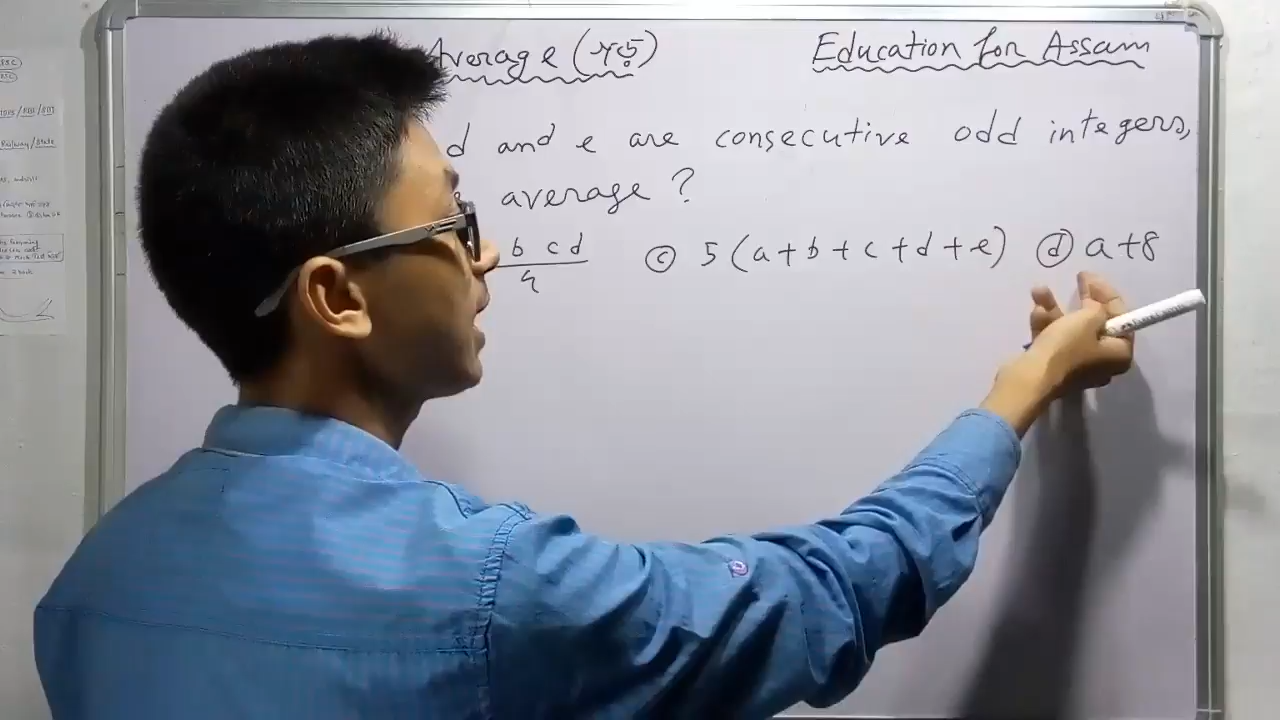 Average (গড়) Education for Assam
d and e are consecutive odd integers,
average ?
b c d ⓒ 5 (a+b+c+d+e) ⓓ a+8
4